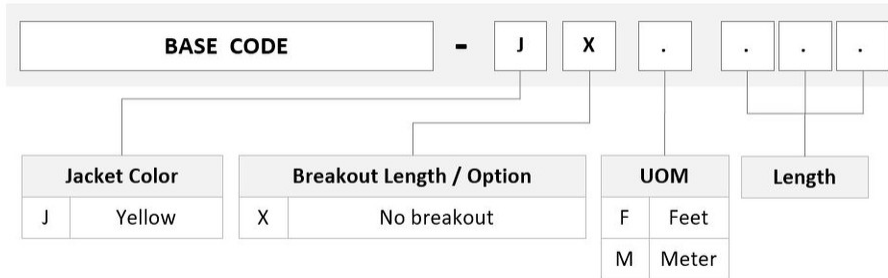 BASE CODE - J X . . . .
Jacket Color Breakout Length / Option UOM Length
J Yellow X No breakout F Feet
M Meter